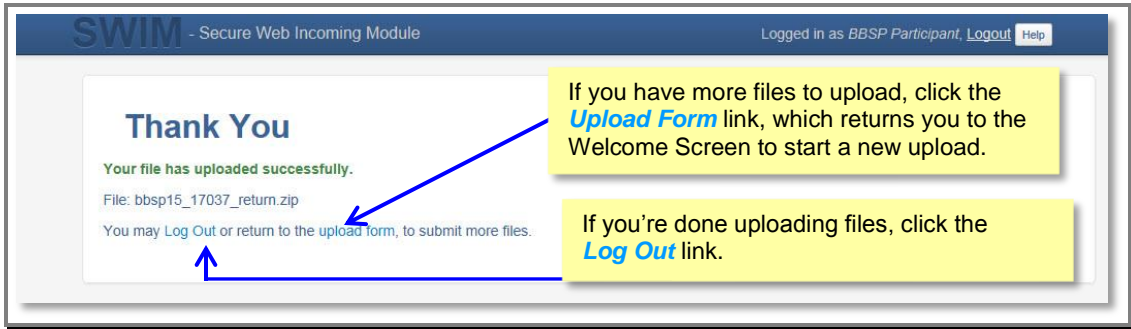 SWIM - Secure Web Incoming Module
Logged in as BBSP Participant, Logout Help
Thank You
Your file has uploaded successfully.
File: bbsp15_17037_return.zip
You may Log Out or return to the upload form, to submit more files.
If you have more files to upload, click the
Upload Form link, which returns you to the
Welcome Screen to start a new upload.
If you're done uploading files, click the
Log Out link.